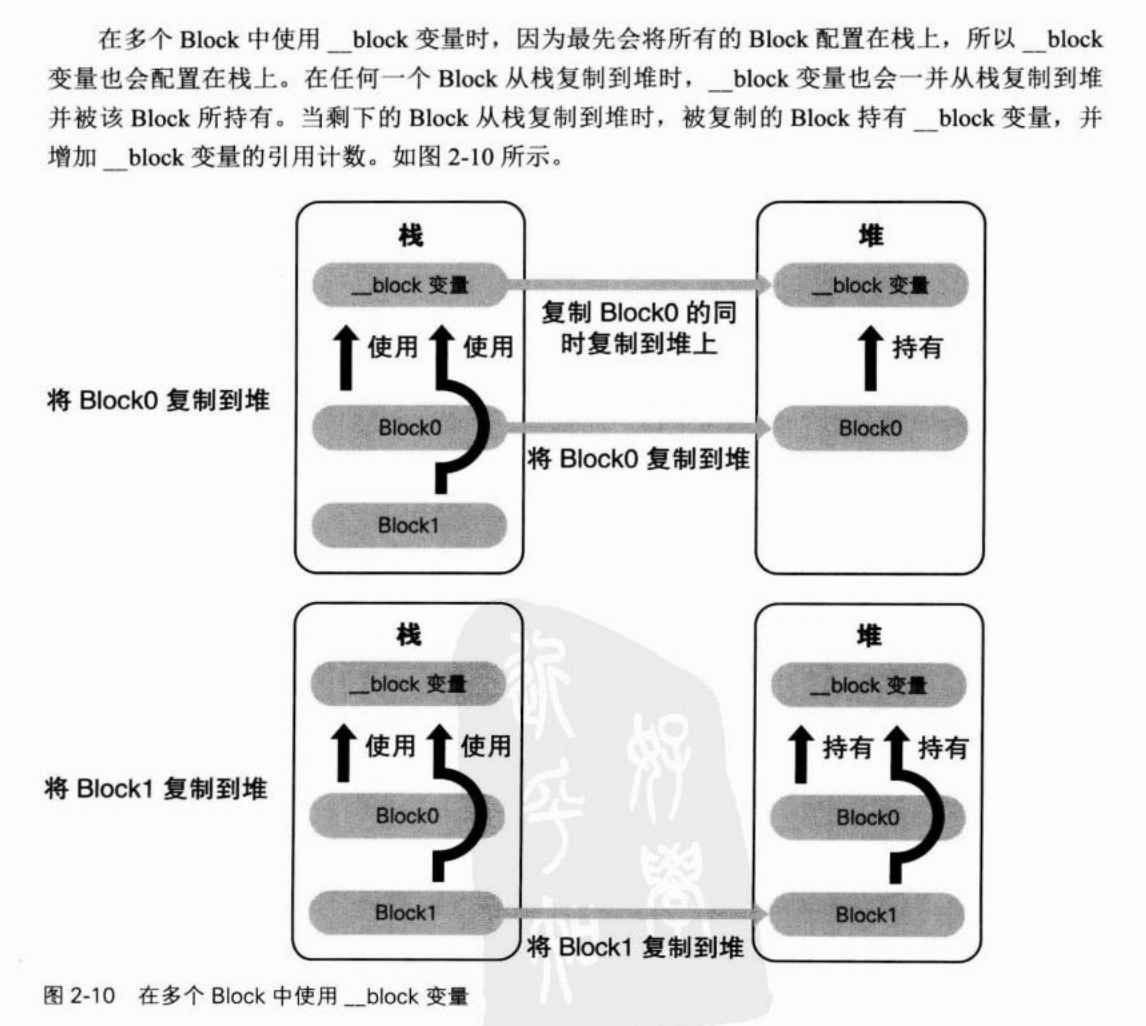 在多个 Block 中使用 __block 变量时，因为最先会将所有的 Block 配置在栈上，所以 __block
变量也会配置在栈上。在任何一个 Block 从栈复制到堆时，__block 变量也会一并从栈复制到堆
并被该 Block 所持有。当剩下的 Block 从栈复制到堆时，被复制的 Block 持有 __block 变量，并
增加 __block 变量的引用计数。如图 2-10 所示。
栈
堆
__block 变量
__block 变量
复制 Block0 的同
时复制到堆上
使用
使用
持有
将 Block0 复制到堆
Block0
Block0
将 Block0 复制到堆
Block1
栈
堆
__block 变量
__block 变量
使用
使用
持有
持有
将 Block1 复制到堆
Block0
Block0
Block1
Block1
将 Block1 复制到堆
图 2-10 在多个 Block 中使用 __block 变量